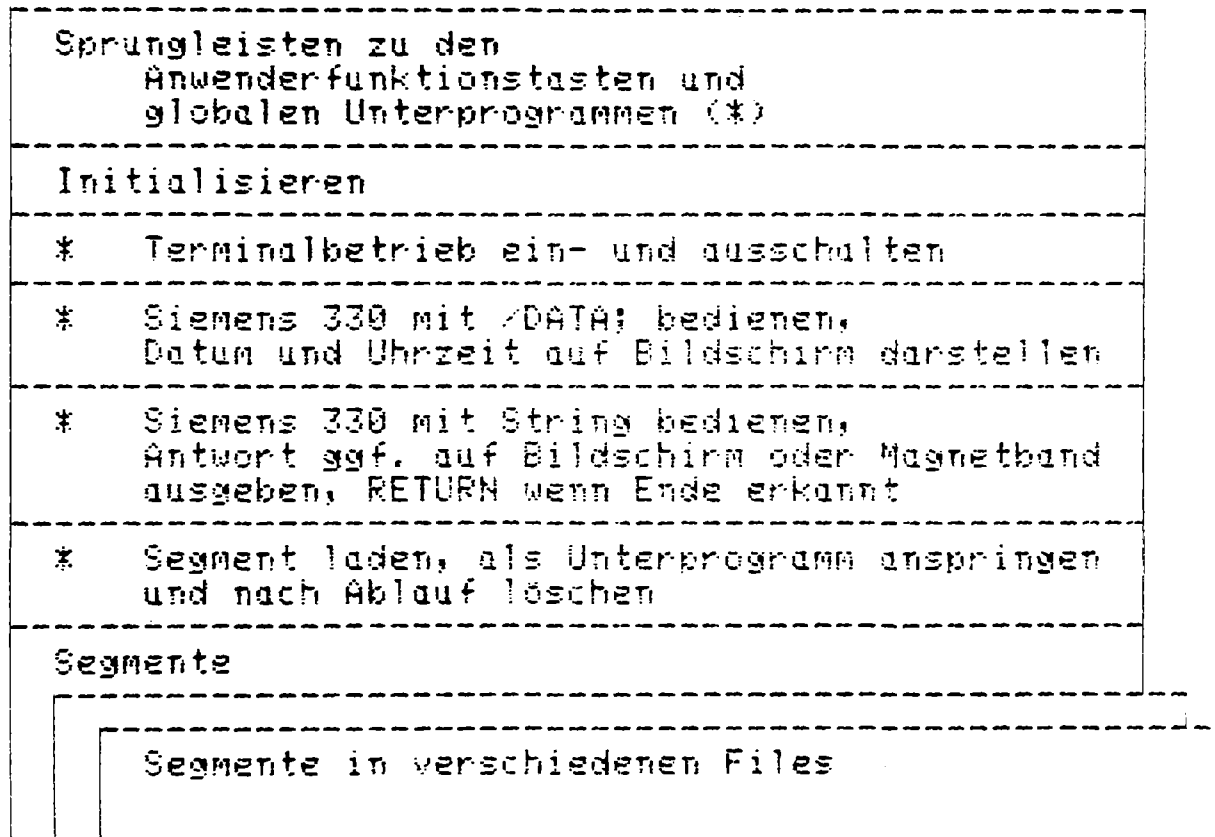 Sprungleisten zu den
Anwenderfunktionstasten und
globalen Unterprogrammen (*)
Initialisieren
* Terminalbetrieb ein- und ausschalten
* Siemens 330 mit /DATA; bedienen,
Datum und Uhrzeit auf Bildschirm darstellen
* Siemens 330 mit String bedienen,
Antwort ggf. auf Bildschirm oder Magnetband
ausgeben, RETURN wenn Ende erkannt
* Segment laden, als Unterprogramm anspringen
und nach Ablauf löschen
Segmente
Segmente in verschiedenen Files